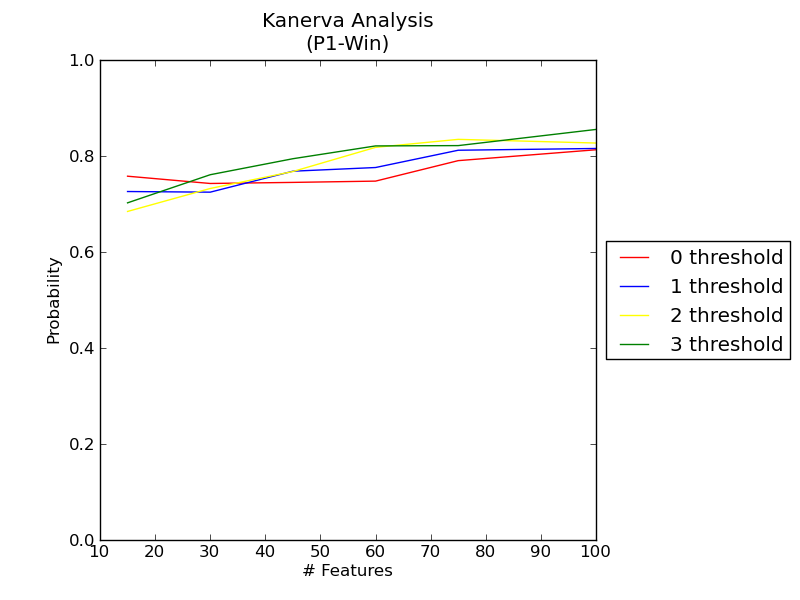 Kanerva Analysis
(P1-Win)
1.0
0.8
0.6
0.4
0.2
0.0
Probability
10 20 30 40 50 60 70 80 90 100
# Features
0 threshold
1 threshold
2 threshold
3 threshold